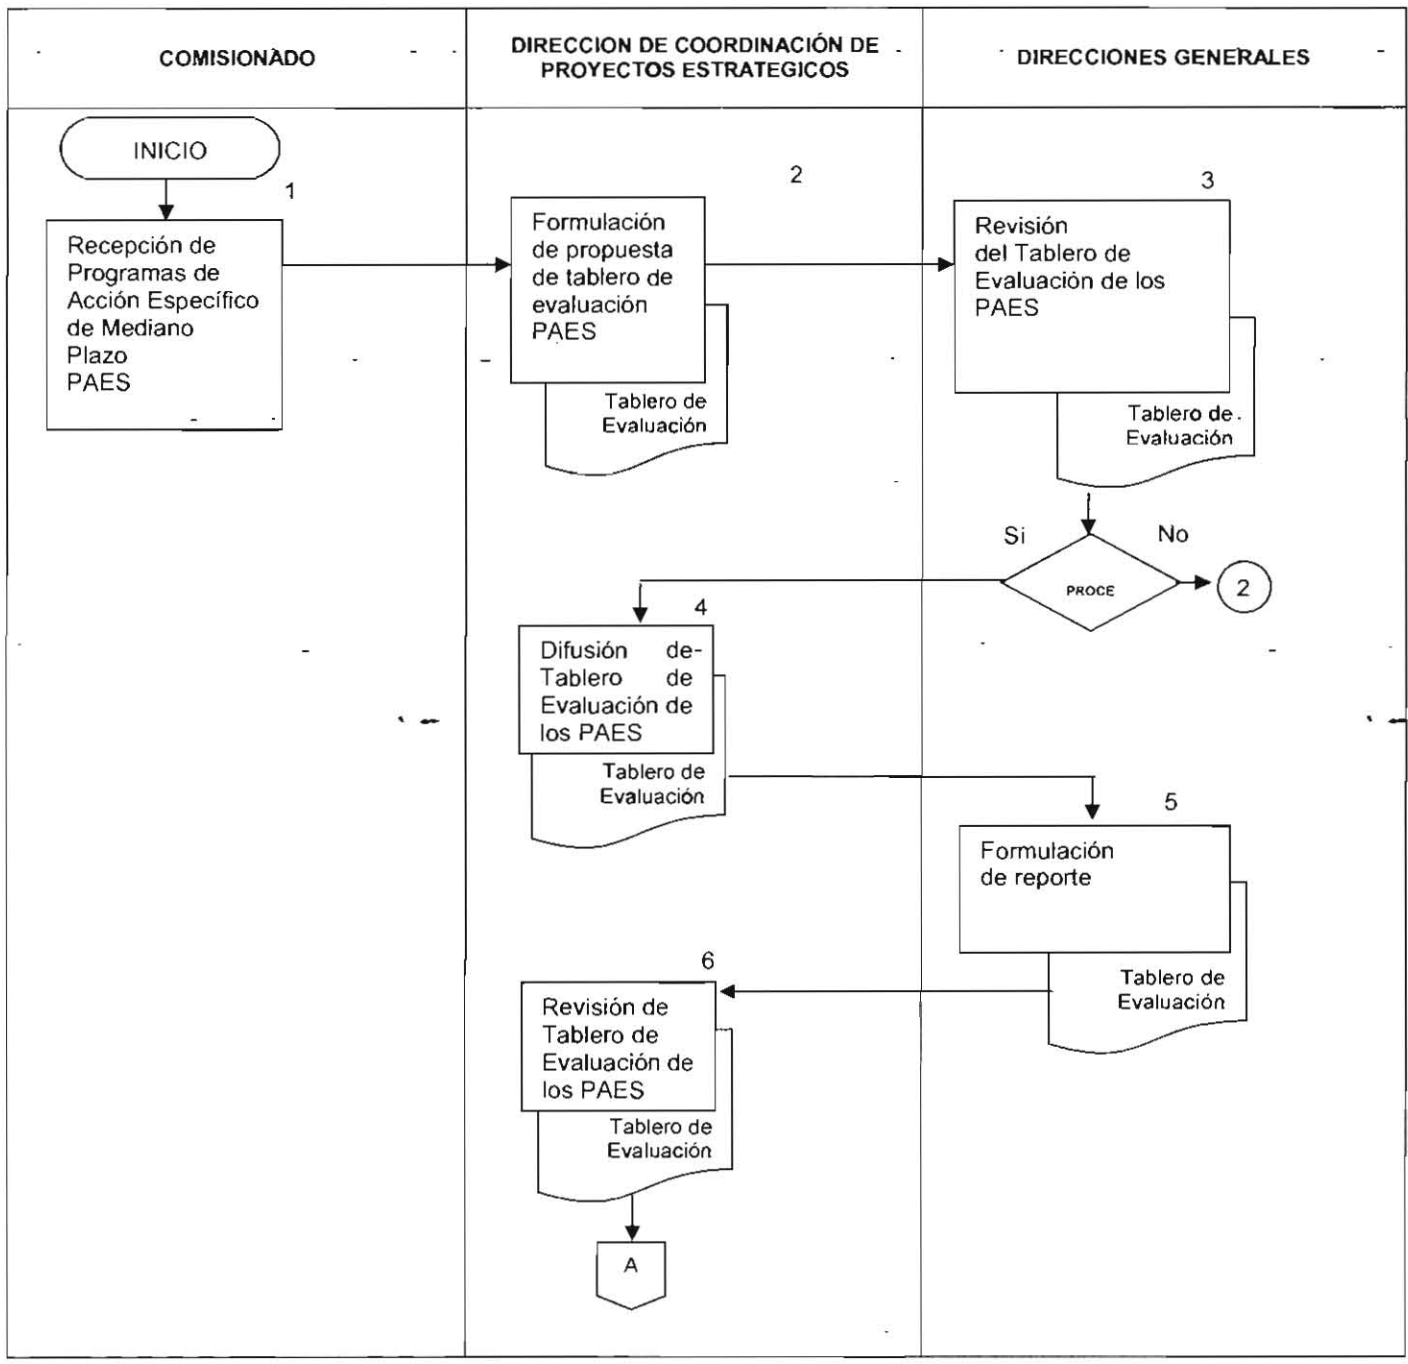 COMISIONADO
DIRECCION DE COORDINACIÓN DE
PROYECTOS ESTRATEGICOS
DIRECCIONES GENERALES
INICIO
1
Recepción de
Programas de
Acción Específico
de Mediano
Plazo
PAES
2
Formulación
de propuesta
de tablero de
evaluación
PAES
Tablero de
Evaluación
3
Revisión
del Tablero de
Evaluación de los
PAES
Tablero de
Evaluación
Si
No
PROCE
2
4
Difusión de
Tablero de
Evaluación de
los PAES
Tablero de
Evaluación
5
Formulación
de reporte
Tablero de
Evaluación
6
Revisión de
Tablero de
Evaluación de
los PAES
Tablero de
Evaluación
A